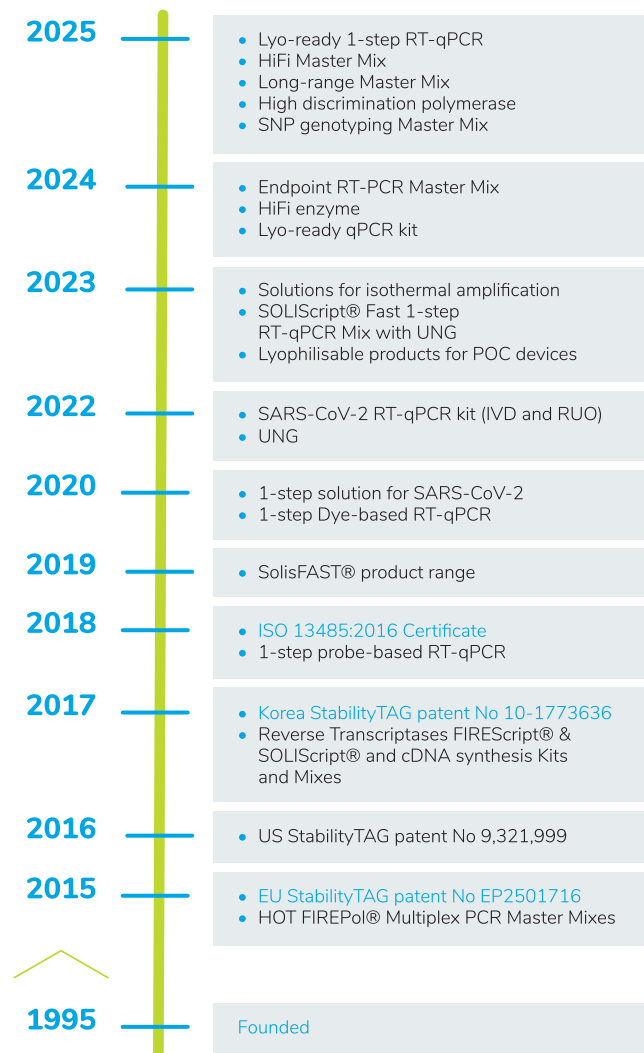 2025
• Lyo-ready 1-step RT-qPCR
• HiFi Master Mix
• Long-range Master Mix
• High discrimination polymerase
• SNP genotyping Master Mix
2024
• Endpoint RT-PCR Master Mix
• HiFi enzyme
• Lyo-ready qPCR kit
2023
• Solutions for isothermal amplification
• SOLIScript® Fast 1-step
RT-qPCR Mix with UNG
• Lyophilisable products for POC devices
2022
• SARS-CoV-2 RT-qPCR kit (IVD and RUO)
• UNG
2020
• 1-step solution for SARS-CoV-2
• 1-step Dye-based RT-qPCR
2019
• SolisFAST® product range
2018
• ISO 13485:2016 Certificate
• 1-step probe-based RT-qPCR
2017
• Korea StabilityTAG patent No 10-1773636
• Reverse Transcriptases FIREScript® &
SOLIScript® and cDNA synthesis Kits
and Mixes
2016
• US StabilityTAG patent No 9,321,999
2015
• EU StabilityTAG patent No EP2501716
• HOT FIREPol® Multiplex PCR Master Mixes
1995
Founded